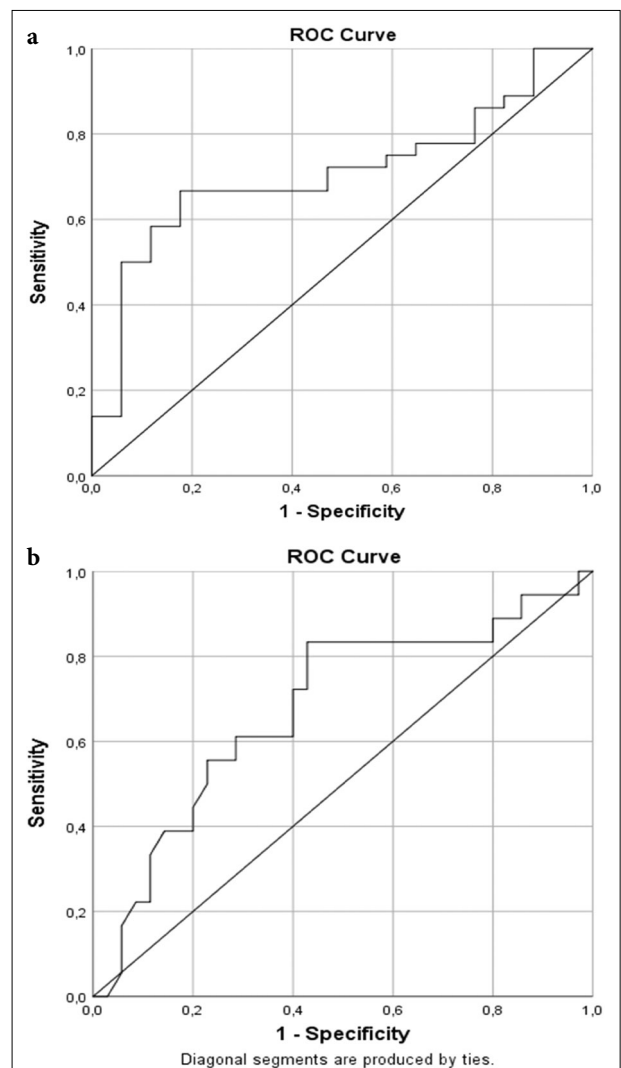 a
ROC Curve
1,0
0,8
0,6
0,4
0,2
0,0
Sensitivity
0,0 0,2 0,4 0,6 0,8 1,0
1 - Specificity
b
ROC Curve
1,0
0,8
0,6
0,4
0,2
0,0
Sensitivity
0,0 0,2 0,4 0,6 0,8 1,0
1 - Specificity
Diagonal segments are produced by ties.